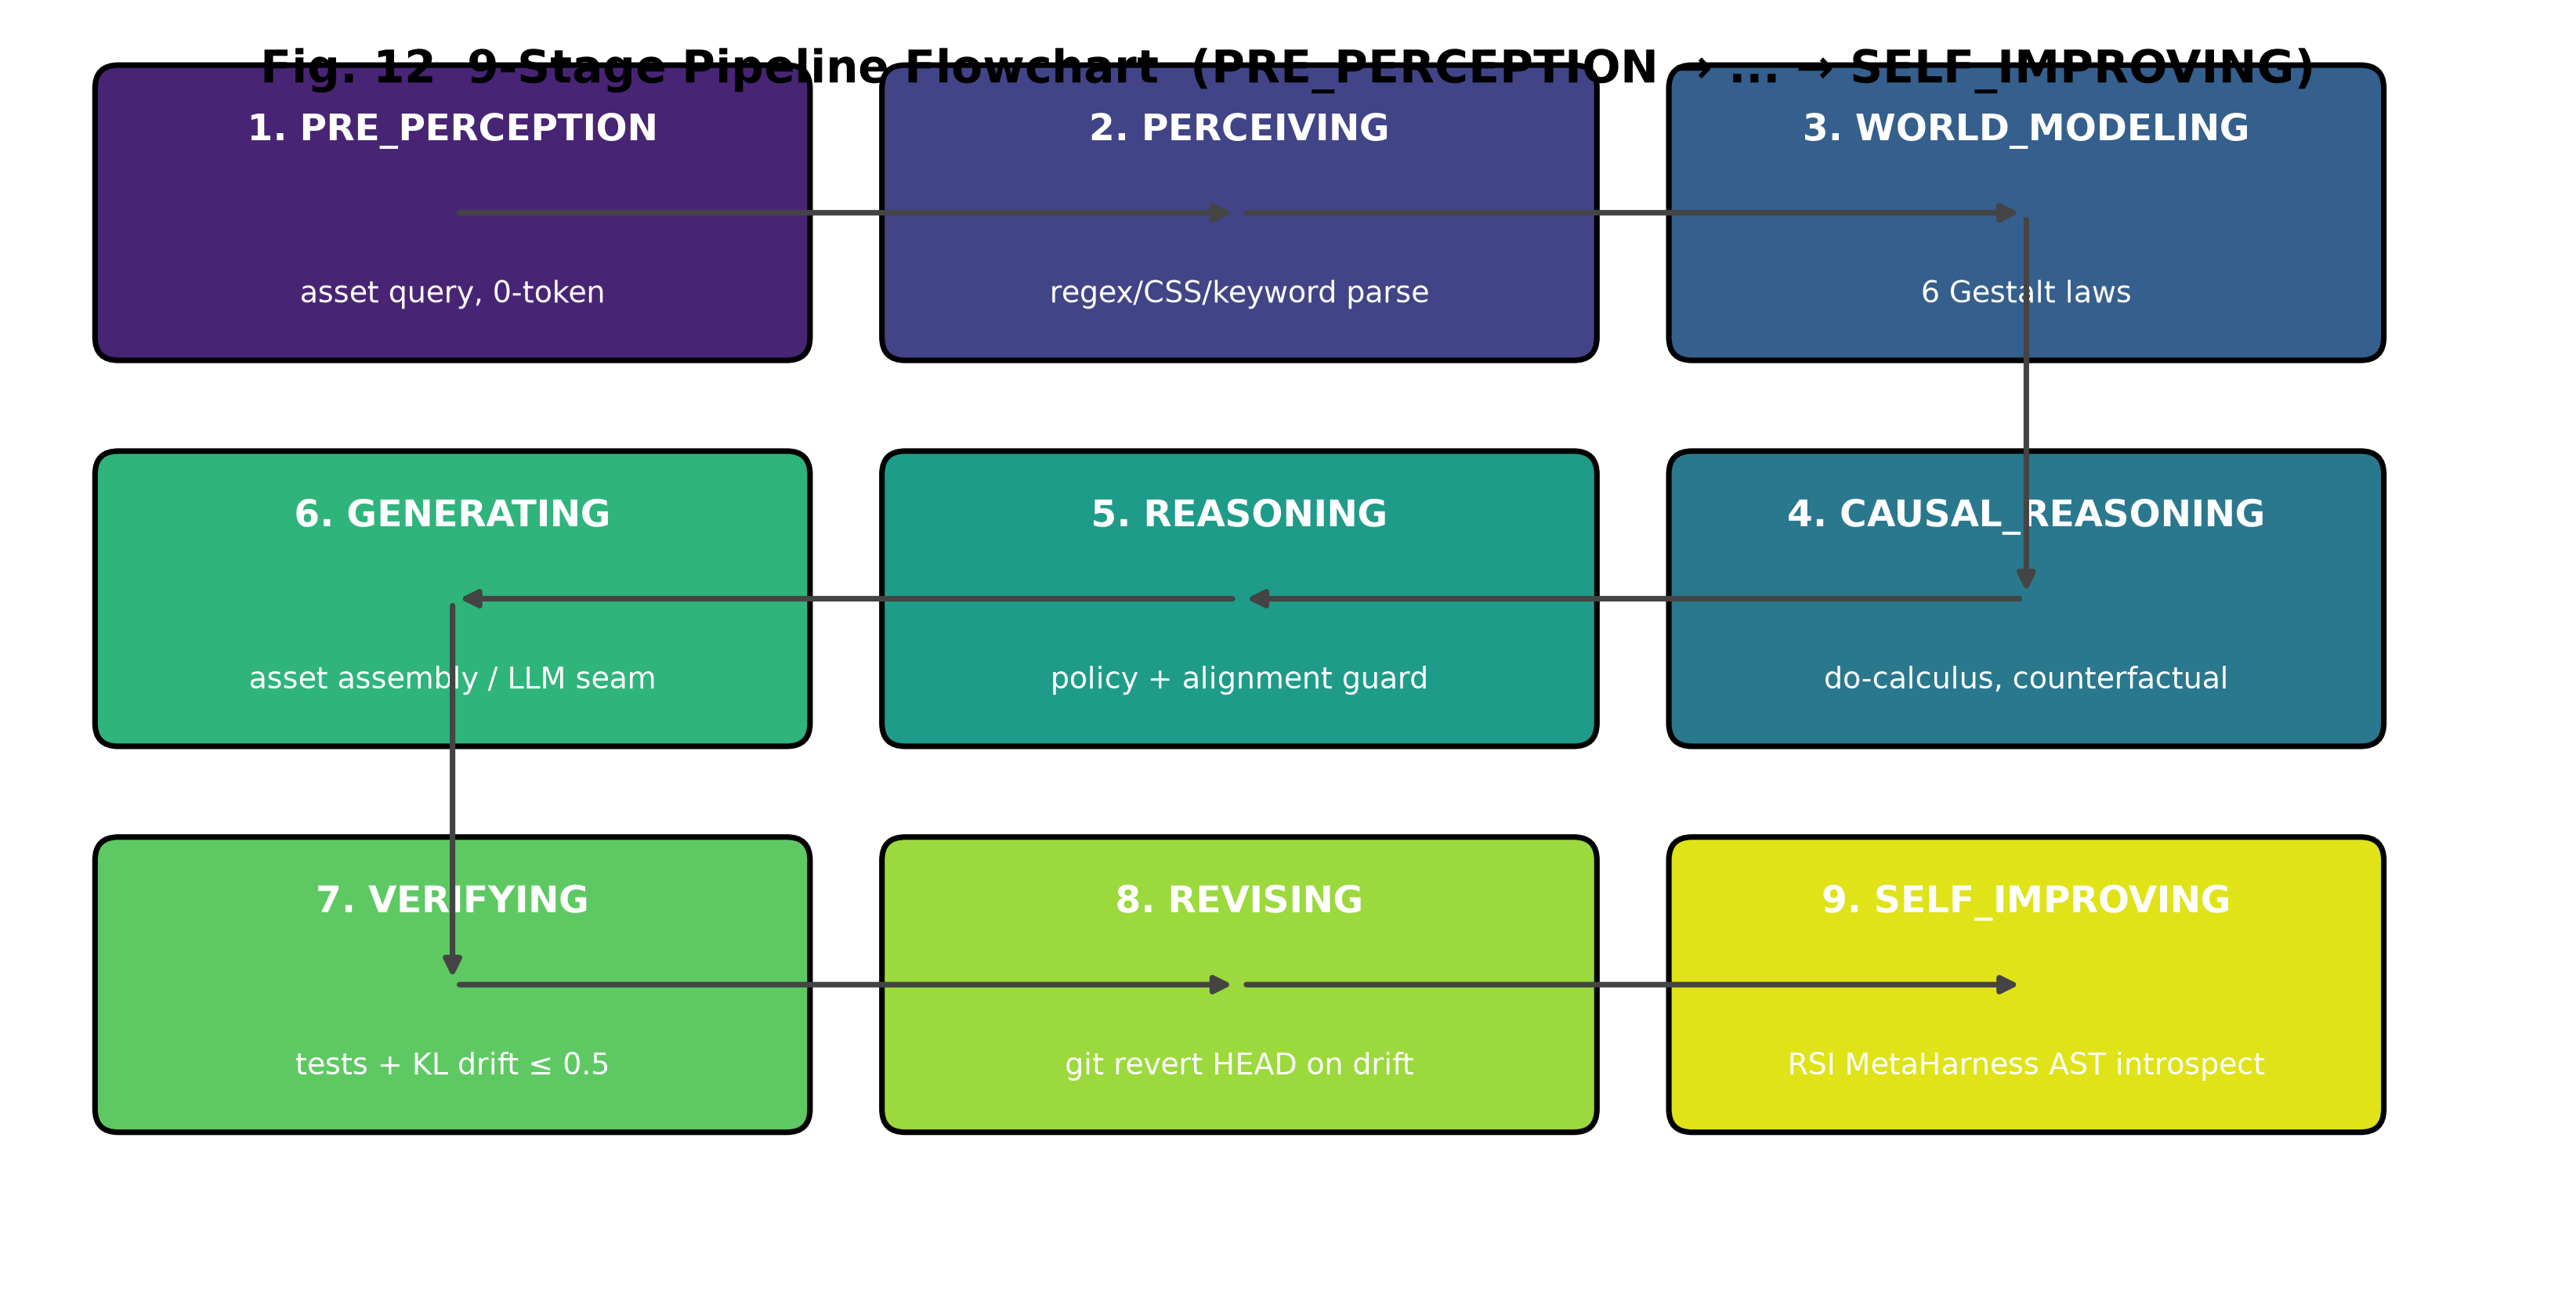 Fig. 12 9-Stage Pipeline Flowchart (PRE_PERCEPTION → ... → SELF_IMPROVING)
1. PRE_PERCEPTION
asset query, 0-token
2. PERCEIVING
regex/CSS/keyword parse
3. WORLD_MODELING
6 Gestalt laws
6. GENERATING
asset assembly / LLM seam
5. REASONING
policy + alignment guard
4. CAUSAL_REASONING
do-calculus, counterfactual
7. VERIFYING
tests + KL drift ≤ 0.5
8. REVISING
git revert HEAD on drift
9. SELF_IMPROVING
RSI MetaHarness AST introspect